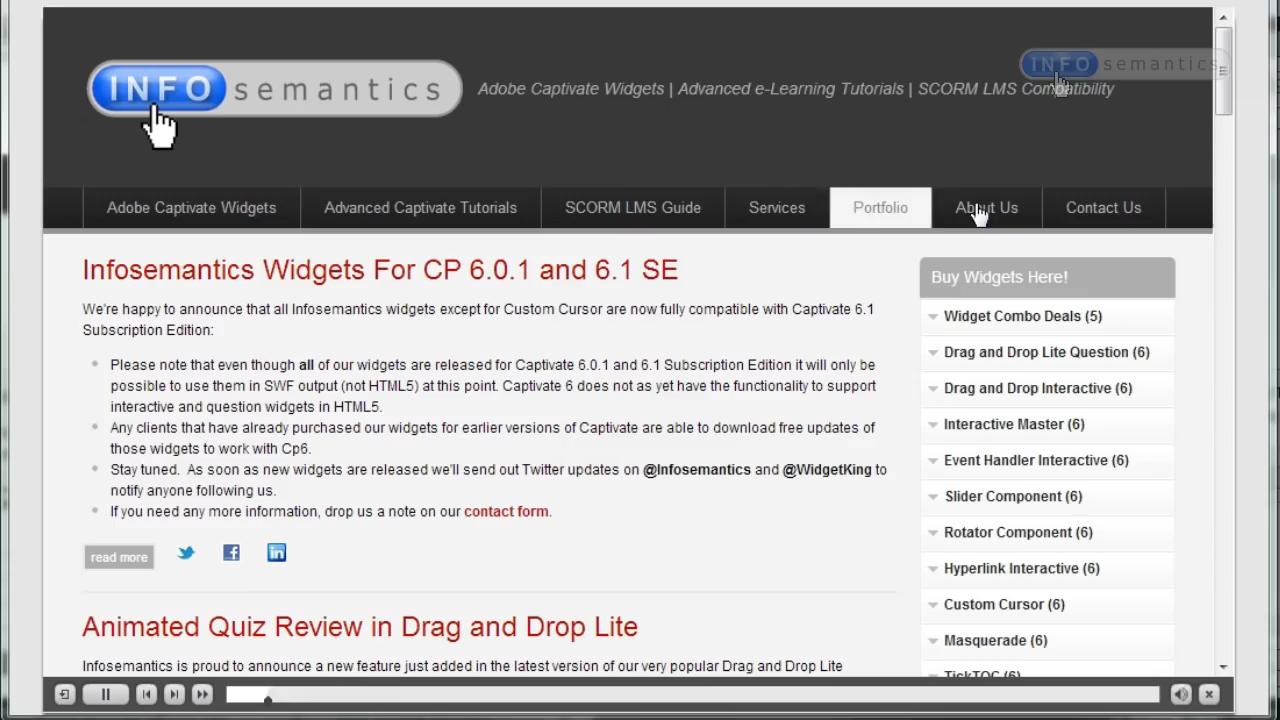 INFO semantics
Adobe Captivate Widgets | Advanced e-Learning Tutorials | SCORM LMS Compatibility
INFO semantics
Adobe Captivate Widgets
Advanced Captivate Tutorials
SCORM LMS Guide
Services
Portfolio
About Us
Contact Us
Infosemantics Widgets For CP 6.0.1 and 6.1 SE
We're happy to announce that all Infosemantics widgets except for Custom Cursor are now fully compatible with Captivate 6.1
Subscription Edition:
Please note that even though all of our widgets are released for Captivate 6.0.1 and 6.1 Subscription Edition it will only be
possible to use them in SWF output (not HTML5) at this point. Captivate 6 does not as yet have the functionality to support
interactive and question widgets in HTML5.
Any clients that have already purchased our widgets for earlier versions of Captivate are able to download free updates of
those widgets to work with Cp6.
Stay tuned. As soon as new widgets are released we'll send out Twitter updates on @Infosemantics and @WidgetKing to
notify anyone following us.
If you need any more information, drop us a note on our contact form.
read more
Animated Quiz Review in Drag and Drop Lite
Infosemantics is proud to announce a new feature just added in the latest version of our very popular Drag and Drop Lite
Buy Widgets Here!
Widget Combo Deals (5)
Drag and Drop Lite Question (6)
Drag and Drop Interactive (6)
Interactive Master (6)
Event Handler Interactive (6)
Slider Component (6)
Rotator Component (6)
Hyperlink Interactive (6)
Custom Cursor (6)
Masquerade (6)
TickTOC (6)